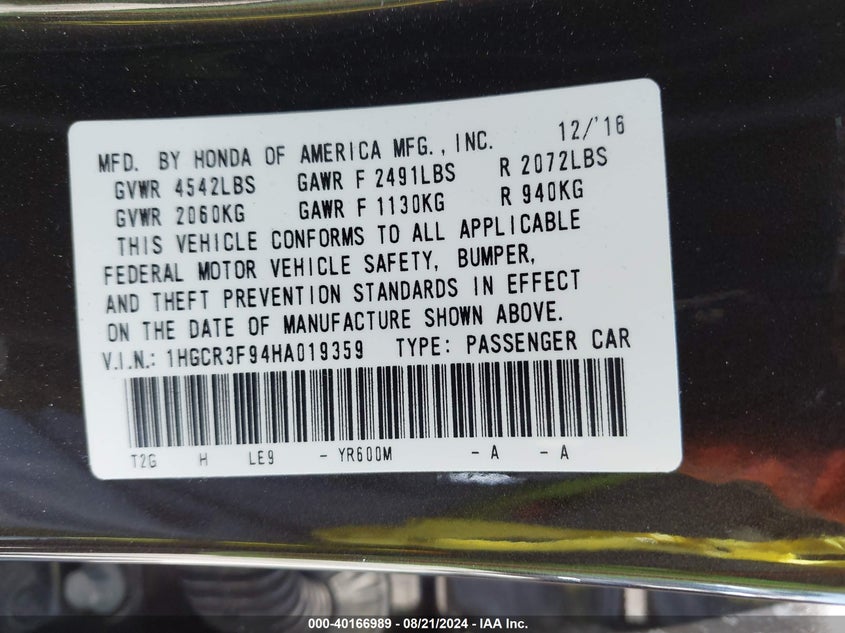 MFD. BY HONDA OF AMERICA MFG., INC. 12/'16
GVWR 4542LBS GAWR F 2491LBS R 2072LBS
GVWR 2060KG GAWR F 1130KG R 940KG
THIS VEHICLE CONFORMS TO ALL APPLICABLE
FEDERAL MOTOR VEHICLE SAFETY, BUMPER,
AND THEFT PREVENTION STANDARDS IN EFFECT
ON THE DATE OF MANUFACTURE SHOWN ABOVE.
V.I.N.: 1HGCR3F94HA019359 TYPE: PASSENGER CAR
T2G H LE9 - YR600M - A - A
000-40166989 - 08/21/2024 - IAA Inc.